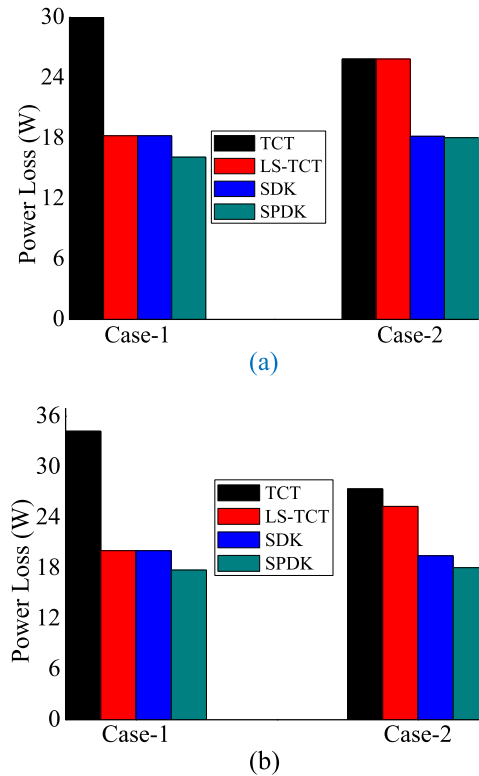 30
24
18
12
6
0
Power Loss (W)
TCT
LS-TCT
SDK
SPDK
Case-1
Case-2
(a)
36
30
24
18
12
6
0
Power Loss (W)
TCT
LS-TCT
SDK
SPDK
Case-1
Case-2
(b)